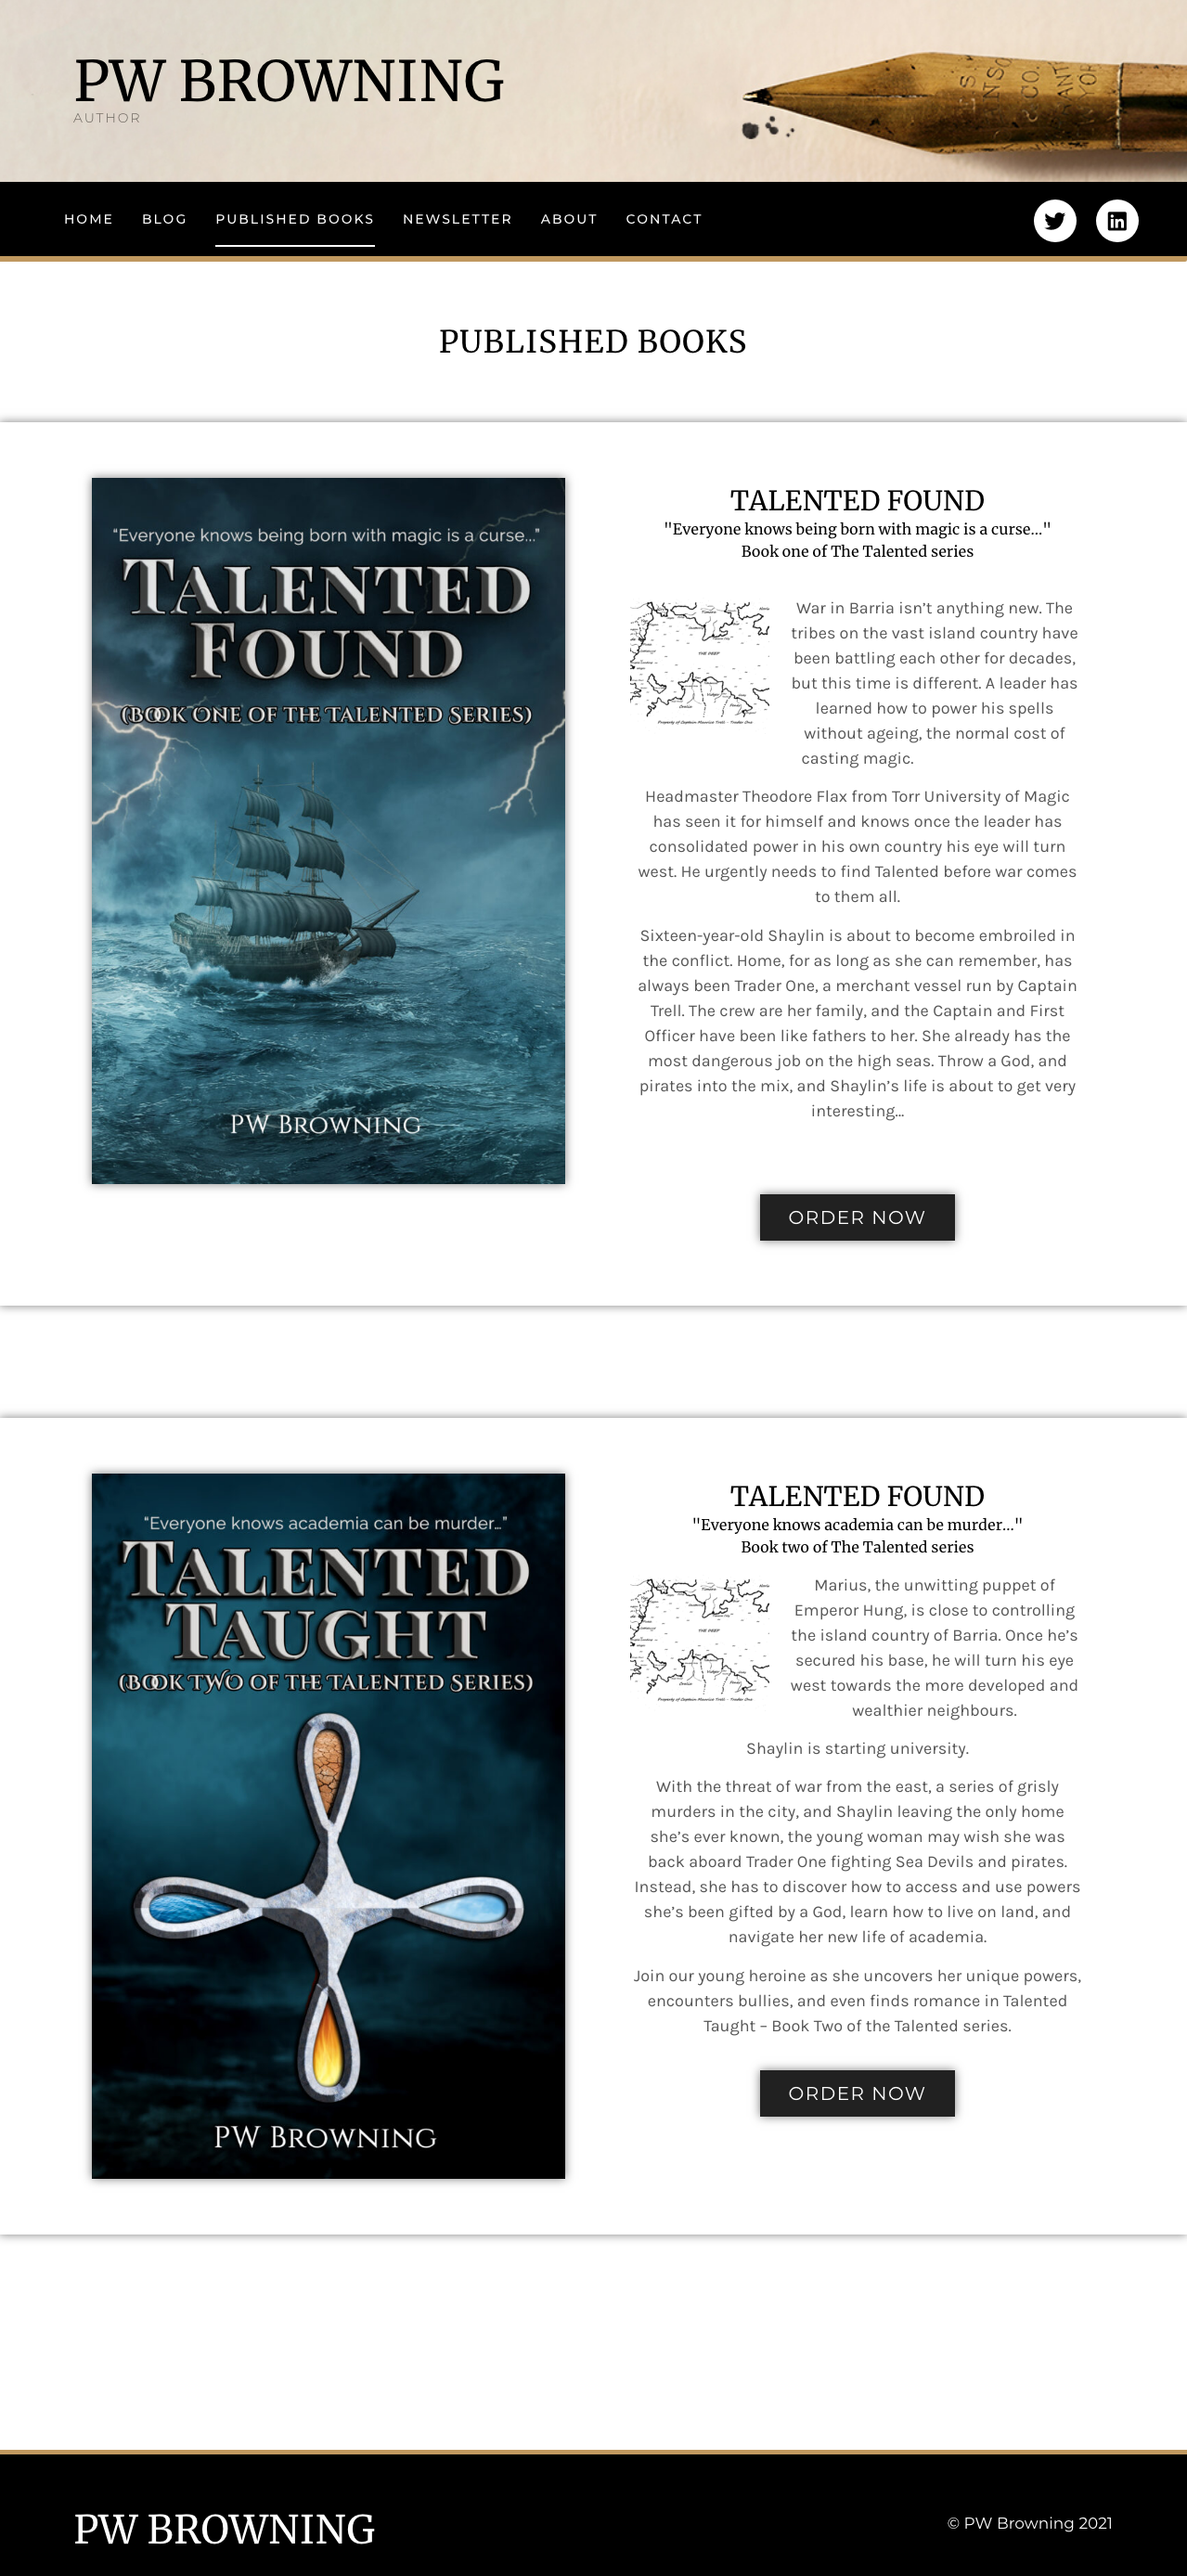 PW BROWNING
AUTHOR
HOME BLOG PUBLISHED BOOKS NEWSLETTER ABOUT CONTACT
PUBLISHED BOOKS
“Everyone knows being born with magic is a curse...”
TALENTED
FOUND
(BOOK ONE OF THE TALENTED SERIES)
PW BROWNING
TALENTED FOUND
"Everyone knows being born with magic is a curse..."
Book one of The Talented series
THE DEEP
Property of Captain Maurice Trell - Trader One
War in Barria isn’t anything new. The
tribes on the vast island country have
been battling each other for decades,
but this time is different. A leader has
learned how to power his spells
without ageing, the normal cost of
casting magic.
Headmaster Theodore Flax from Torr University of Magic
has seen it for himself and knows once the leader has
consolidated power in his own country his eye will turn
west. He urgently needs to find Talented before war comes
to them all.
Sixteen-year-old Shaylin is about to become embroiled in
the conflict. Home, for as long as she can remember, has
always been Trader One, a merchant vessel run by Captain
Trell. The crew are her family, and the Captain and First
Officer have been like fathers to her. She already has the
most dangerous job on the high seas. Throw a God, and
pirates into the mix, and Shaylin’s life is about to get very
interesting...
ORDER NOW
“Everyone knows academia can be murder...”
TALENTED
TAUGHT
(BOOK TWO OF THE TALENTED SERIES)
PW BROWNING
TALENTED FOUND
"Everyone knows academia can be murder..."
Book two of The Talented series
THE DEEP
Property of Captain Maurice Trell - Trader One
Marius, the unwitting puppet of
Emperor Hung, is close to controlling
the island country of Barria. Once he’s
secured his base, he will turn his eye
west towards the more developed and
wealthier neighbours.
Shaylin is starting university.
With the threat of war from the east, a series of grisly
murders in the city, and Shaylin leaving the only home
she’s ever known, the young woman may wish she was
back aboard Trader One fighting Sea Devils and pirates.
Instead, she has to discover how to access and use powers
she’s been gifted by a God, learn how to live on land, and
navigate her new life of academia.
Join our young heroine as she uncovers her unique powers,
encounters bullies, and even finds romance in Talented
Taught – Book Two of the Talented series.
ORDER NOW
PW BROWNING
© PW Browning 2021